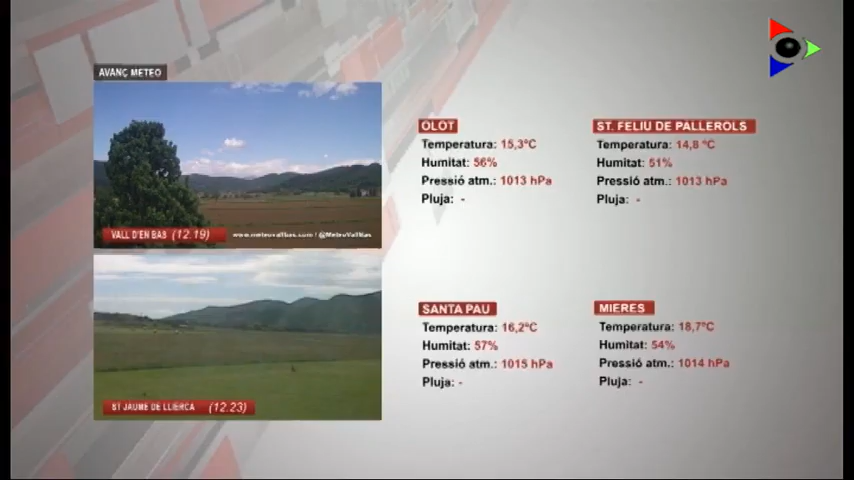 AVANÇ METEO
VALL D'EN BAS (12.19)
www.meteovallbas.com / @MeteoVallBas
ST JAUME DE LLIERCA (12.23)
OLOT
Temperatura: 15,3ºC
Humitat: 56%
Pressió atm.: 1013 hPa
Pluja: -
ST. FELIU DE PALLEROLS
Temperatura: 14,8 ºC
Humitat: 51%
Pressió atm.: 1013 hPa
Pluja: -
SANTA PAU
Temperatura: 16,2ºC
Humitat: 57%
Pressió atm.: 1015 hPa
Pluja: -
MIERES
Temperatura: 18,7ºC
Humitat: 54%
Pressió atm.: 1014 hPa
Pluja: -